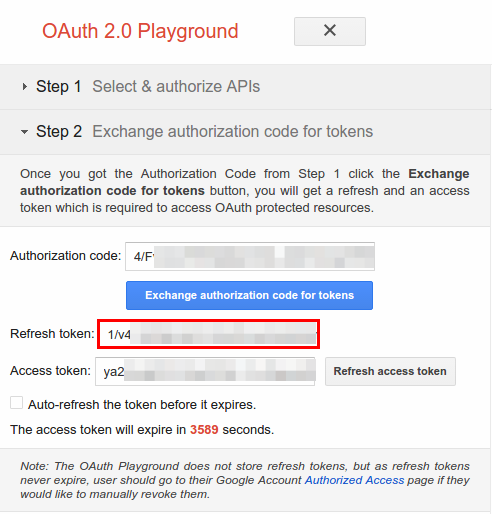 OAuth 2.0 Playground
Step 1 Select & authorize APIs
Step 2 Exchange authorization code for tokens
Once you got the Authorization Code from Step 1 click the Exchange
authorization code for tokens button, you will get a refresh and an access
token which is required to access OAuth protected resources.
Authorization code: 4/F
Exchange authorization code for tokens
Refresh token: 1/v4
Access token: ya2 Refresh access token
Auto-refresh the token before it expires.
The access token will expire in 3589 seconds.
Note: The OAuth Playground does not store refresh tokens, but as refresh tokens
never expire, user should go to their Google Account Authorized Access page if they
would like to manually revoke them.